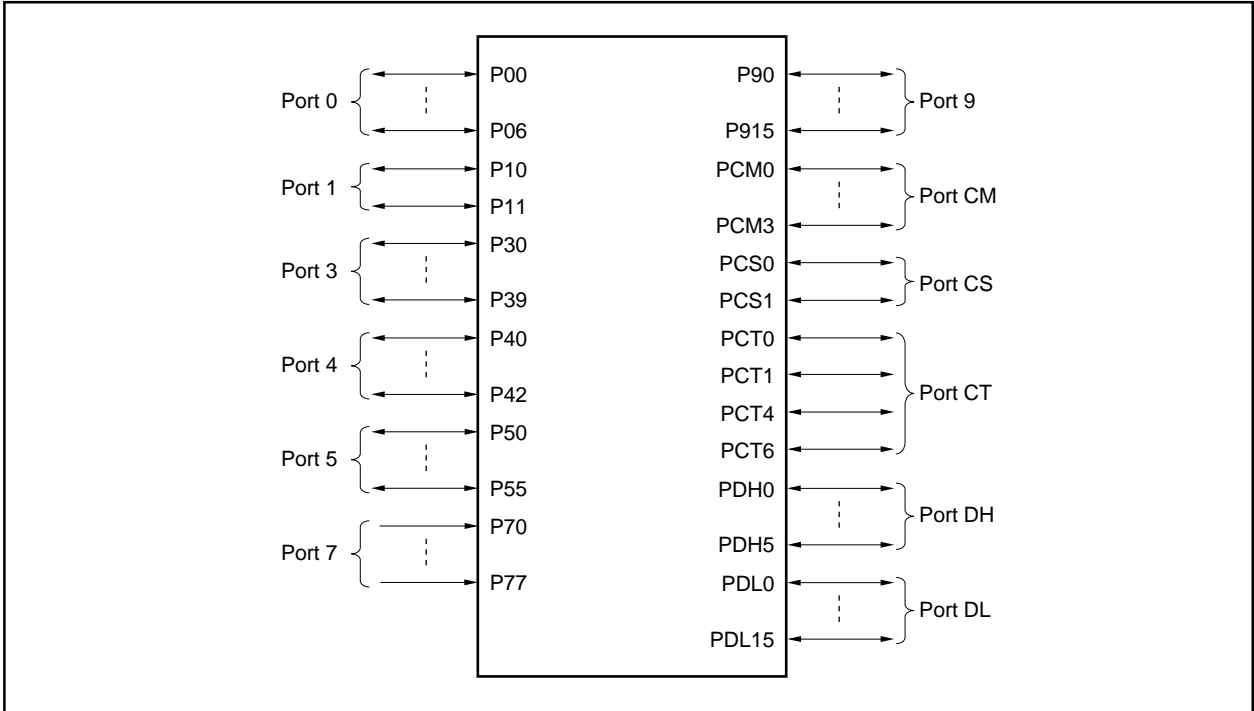 Port 0
P00
P06
Port 1
P10
P11
Port 3
P30
P39
Port 4
P40
P42
Port 5
P50
P55
Port 7
P70
P77
P90
P915
Port 9
PCM0
PCM3
Port CM
PCS0
PCS1
Port CS
PCT0
PCT1
PCT4
PCT6
Port CT
PDH0
PDH5
Port DH
PDL0
PDL15
Port DL